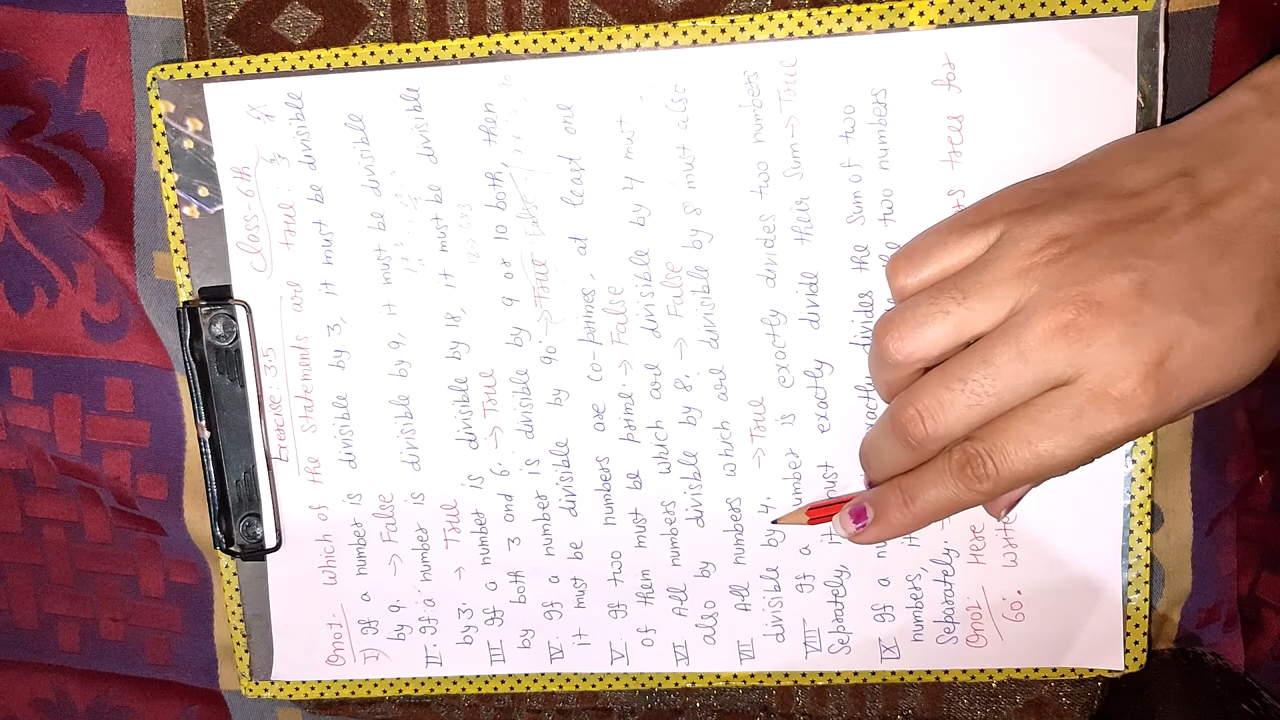 Class-6th
Exercise: 3.5
Qno1: Which of the statements are true:
I) If a number is divisible by 3, it must be divisible
by 9. → False
II. If a number is divisible by 9, it must be divisible
by 3. → True
III If a number is divisible by 18, it must be divisible
by both 3 and 6. → True
IV. If a number is divisible by 9 or 10 both, then
it must be divisible by 90. → True
V. If two numbers are co-primes, at least one
of them must be prime. → False
VI All numbers which are divisible by 4 must
also by divisible by 8. → False
VII All numbers which are divisible by 8 must also
divisible by 4. → True
VIII If a number is exactly divides two numbers
Separately, it must exactly divide their Sum → True
IX If a exactly divides the Sum of two
numbers, two numbers
Separately.
Qno2: Here trees for
60. Write